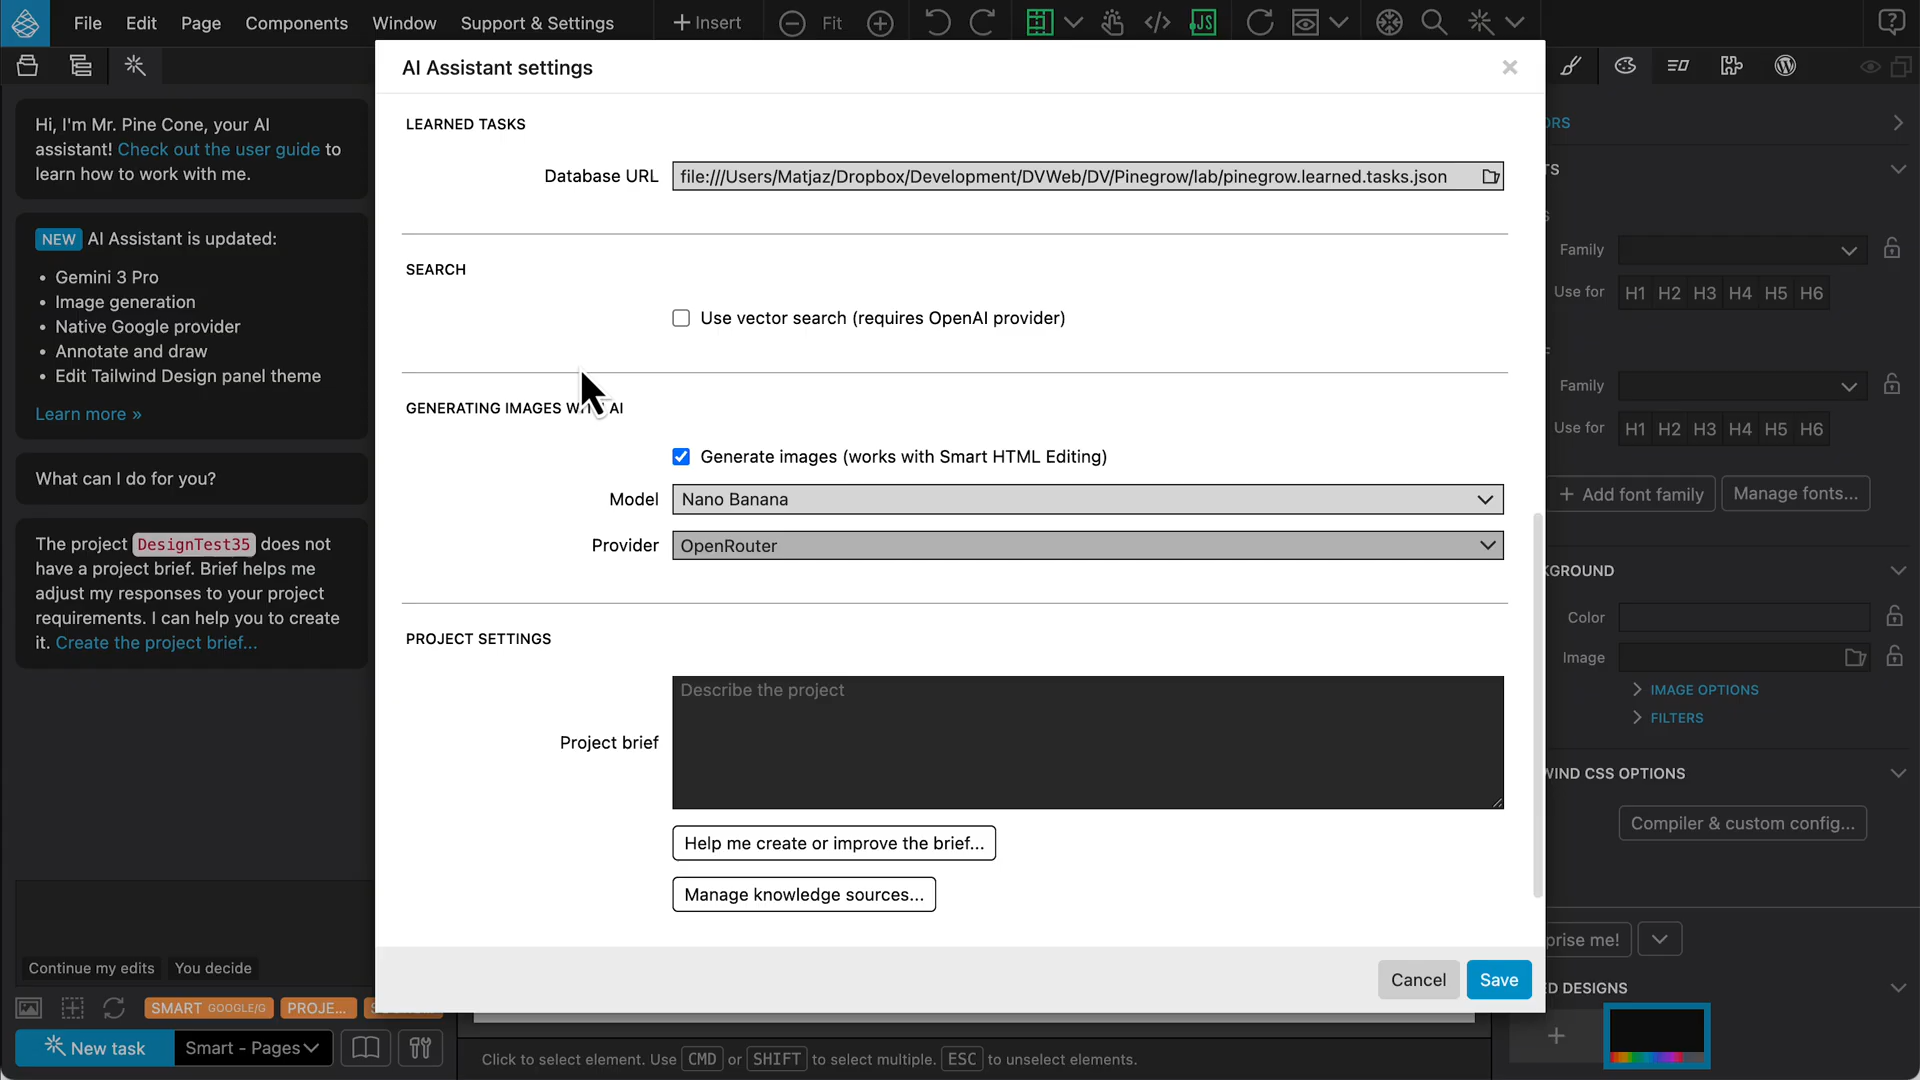 File Edit Page Components Window Support & Settings Insert Fit JS
AI Assistant settings
LEARNED TASKS
Database URL file:///Users/Matjaz/Dropbox/Development/DVWeb/DV/Pinegrow/lab/pinegrow.learned.tasks.json
SEARCH
Use vector search (requires OpenAI provider)
GENERATING IMAGES WITH AI
Generate images (works with Smart HTML Editing)
Model Nano Banana
Provider OpenRouter
PROJECT SETTINGS
Describe the project
Project brief
Help me create or improve the brief...
Manage knowledge sources...
Cancel Save
Hi, I'm Mr. Pine Cone, your AI
assistant! Check out the user guide to
learn how to work with me.
NEW AI Assistant is updated:
• Gemini 3 Pro
• Image generation
• Native Google provider
• Annotate and draw
• Edit Tailwind Design panel theme
Learn more »
What can I do for you?
The project DesignTest35 does not
have a project brief. Brief helps me
adjust my responses to your project
requirements. I can help you to create
it. Create the project brief...
Continue my edits You decide
SMART GOOGLE/G PROJE...
New task Smart - Pages
Click to select element. Use CMD or SHIFT to select multiple. ESC to unselect elements.
ORS
Family
Use for H1 H2 H3 H4 H5 H6
Family
Use for H1 H2 H3 H4 H5 H6
+ Add font family Manage fonts...
KGROUND
Color
Image
IMAGE OPTIONS
FILTERS
WIND CSS OPTIONS
Compiler & custom config...
prise me!
D DESIGNS
+